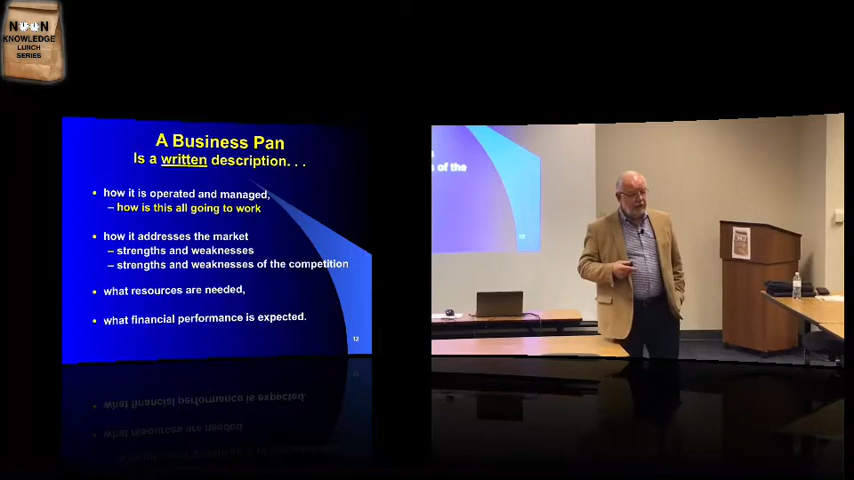 NOON
KNOWLEDGE
LUNCH
SERIES
A Business Pan
Is a written description. . .
• how it is operated and managed,
– how is this all going to work
• how it addresses the market
– strengths and weaknesses
– strengths and weaknesses of the competition
• what resources are needed,
• what financial performance is expected.
12
s of the